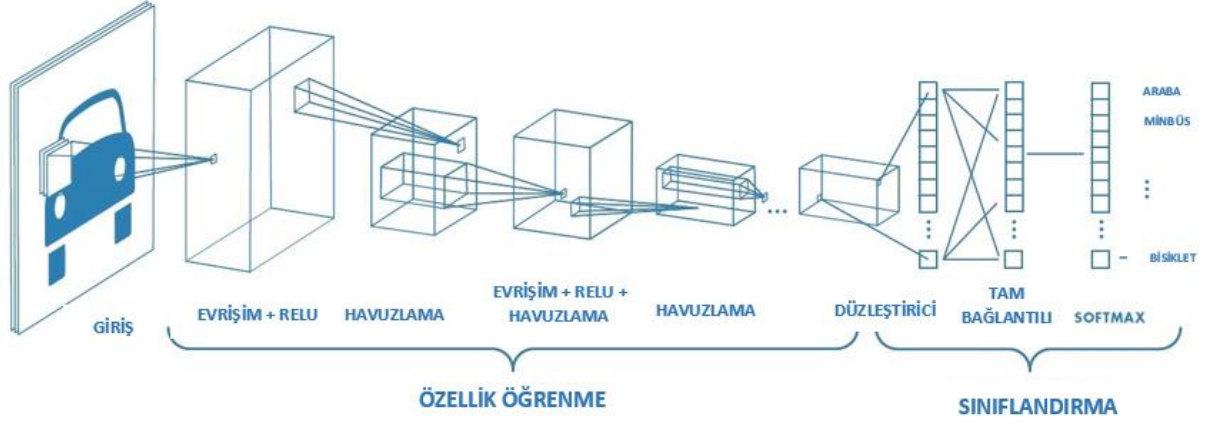 ARABA
MİNBÜS
BİSİKLET
GİRİŞ
EVRİŞİM + RELU
HAVUZLAMA
EVRİŞİM + RELU +
HAVUZLAMA
HAVUZLAMA
DÜZLEŞTİRİCİ
TAM
BAĞLANTILI
SOFTMAX
ÖZELLİK ÖĞRENME
SINIFLANDIRMA